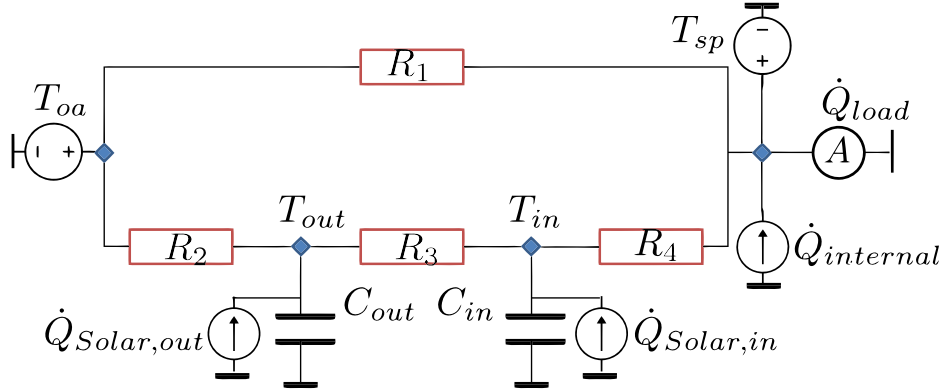 T_{sp}
−
+
R_1
T_{oa}
+
\dot{Q}_{load}
A
T_{out}
T_{in}
R_2
R_3
R_4
\dot{Q}_{internal}
C_{out}
C_{in}
\dot{Q}_{Solar,out}
\dot{Q}_{Solar,in}